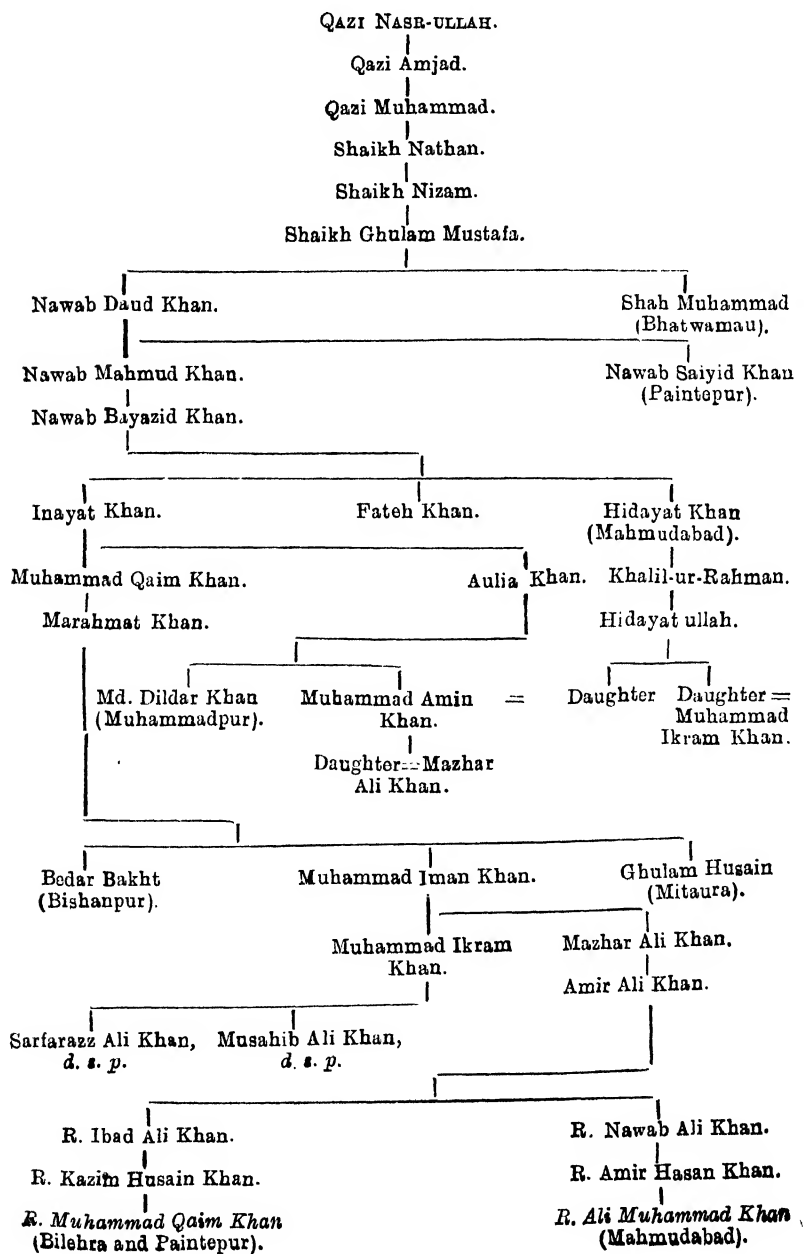 QAZI NASR-ULLAH.
Qazi Amjad.
Qazi Muhammad.
Shaikh Nathan.
Shaikh Nizam.
Shaikh Ghulam Mustafa.
Nawab Daud Khan. Shah Muhammad
(Bhatwamau).
Nawab Mahmud Khan. Nawab Saiyid Khan
(Paintepur).
Nawab Bayazid Khan.
Inayat Khan. Fateh Khan. Hidayat Khan
(Mahmudabad).
Muhammad Qaim Khan. Aulia Khan. Khalil-ur-Rahman.
Marahmat Khan. Hidayat ullah.
Md. Dildar Khan Muhammad Amin = Daughter Daughter =
(Muhammadpur). Khan. Muhammad
Ikram Khan.
Daughter = Mazhar
Ali Khan.
Bedar Bakht Muhammad Iman Khan. Ghulam Husain
(Bishanpur). (Mitaura).
Muhammad Ikram Mazhar Ali Khan.
Khan.
Amir Ali Khan.
Sarfarazz Ali Khan, Musahib Ali Khan,
d. s. p. d. s. p.
R. Ibad Ali Khan. R. Nawab Ali Khan.
R. Kazim Husain Khan. R. Amir Hasan Khan.
R. Muhammad Qaim Khan R. Ali Muhammad Khan
(Bilehra and Paintepur). (Mahmudabad).